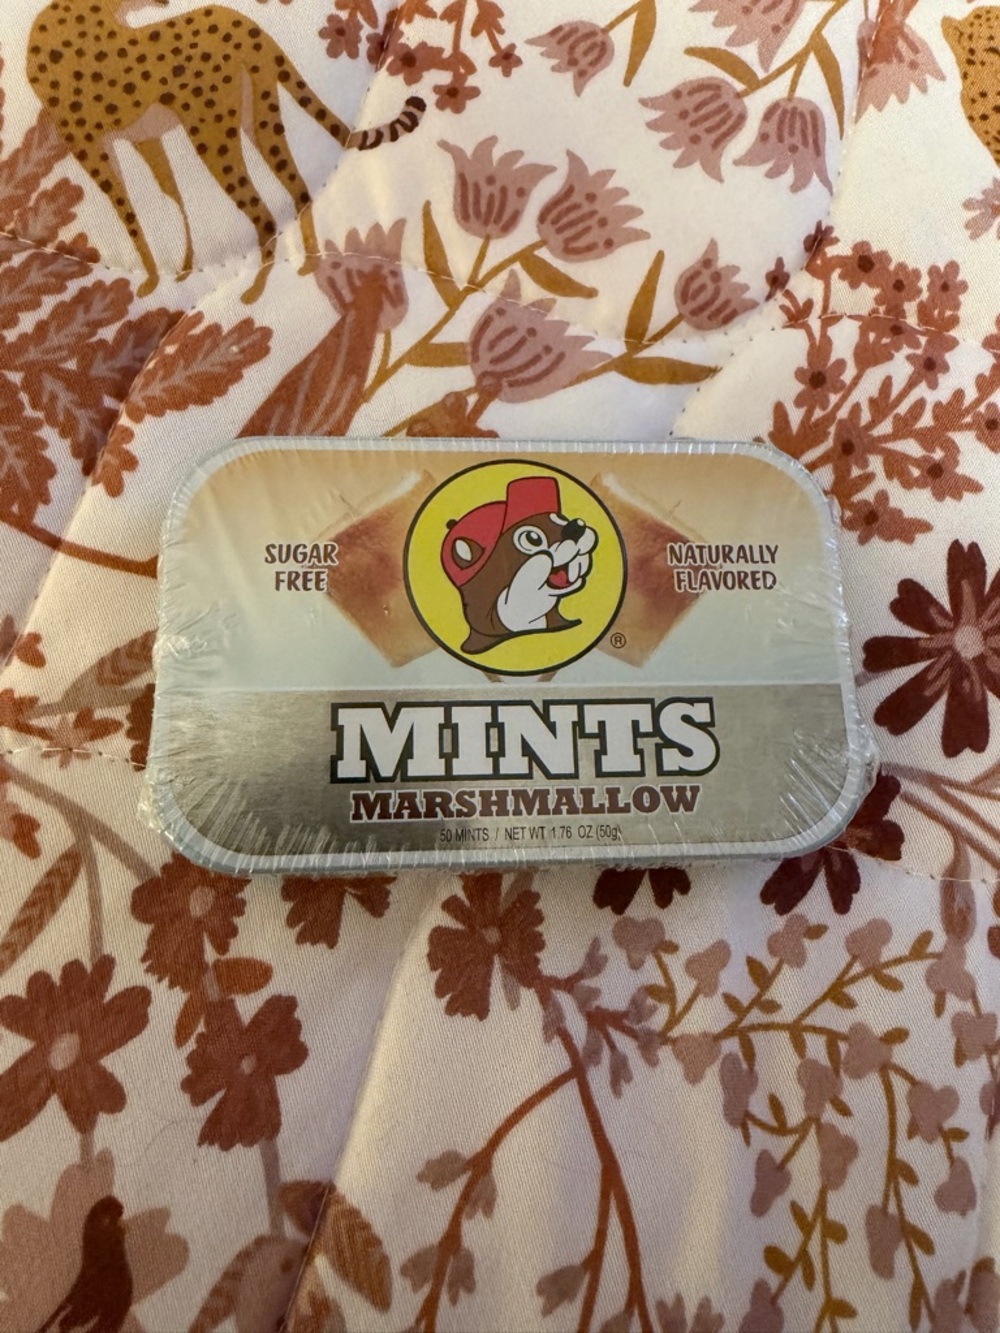 SUGAR
FREE
NATURALLY
FLAVORED
®
MINTS
MARSHMALLOW
50 MINTS / NET WT 1.76 OZ (50g)